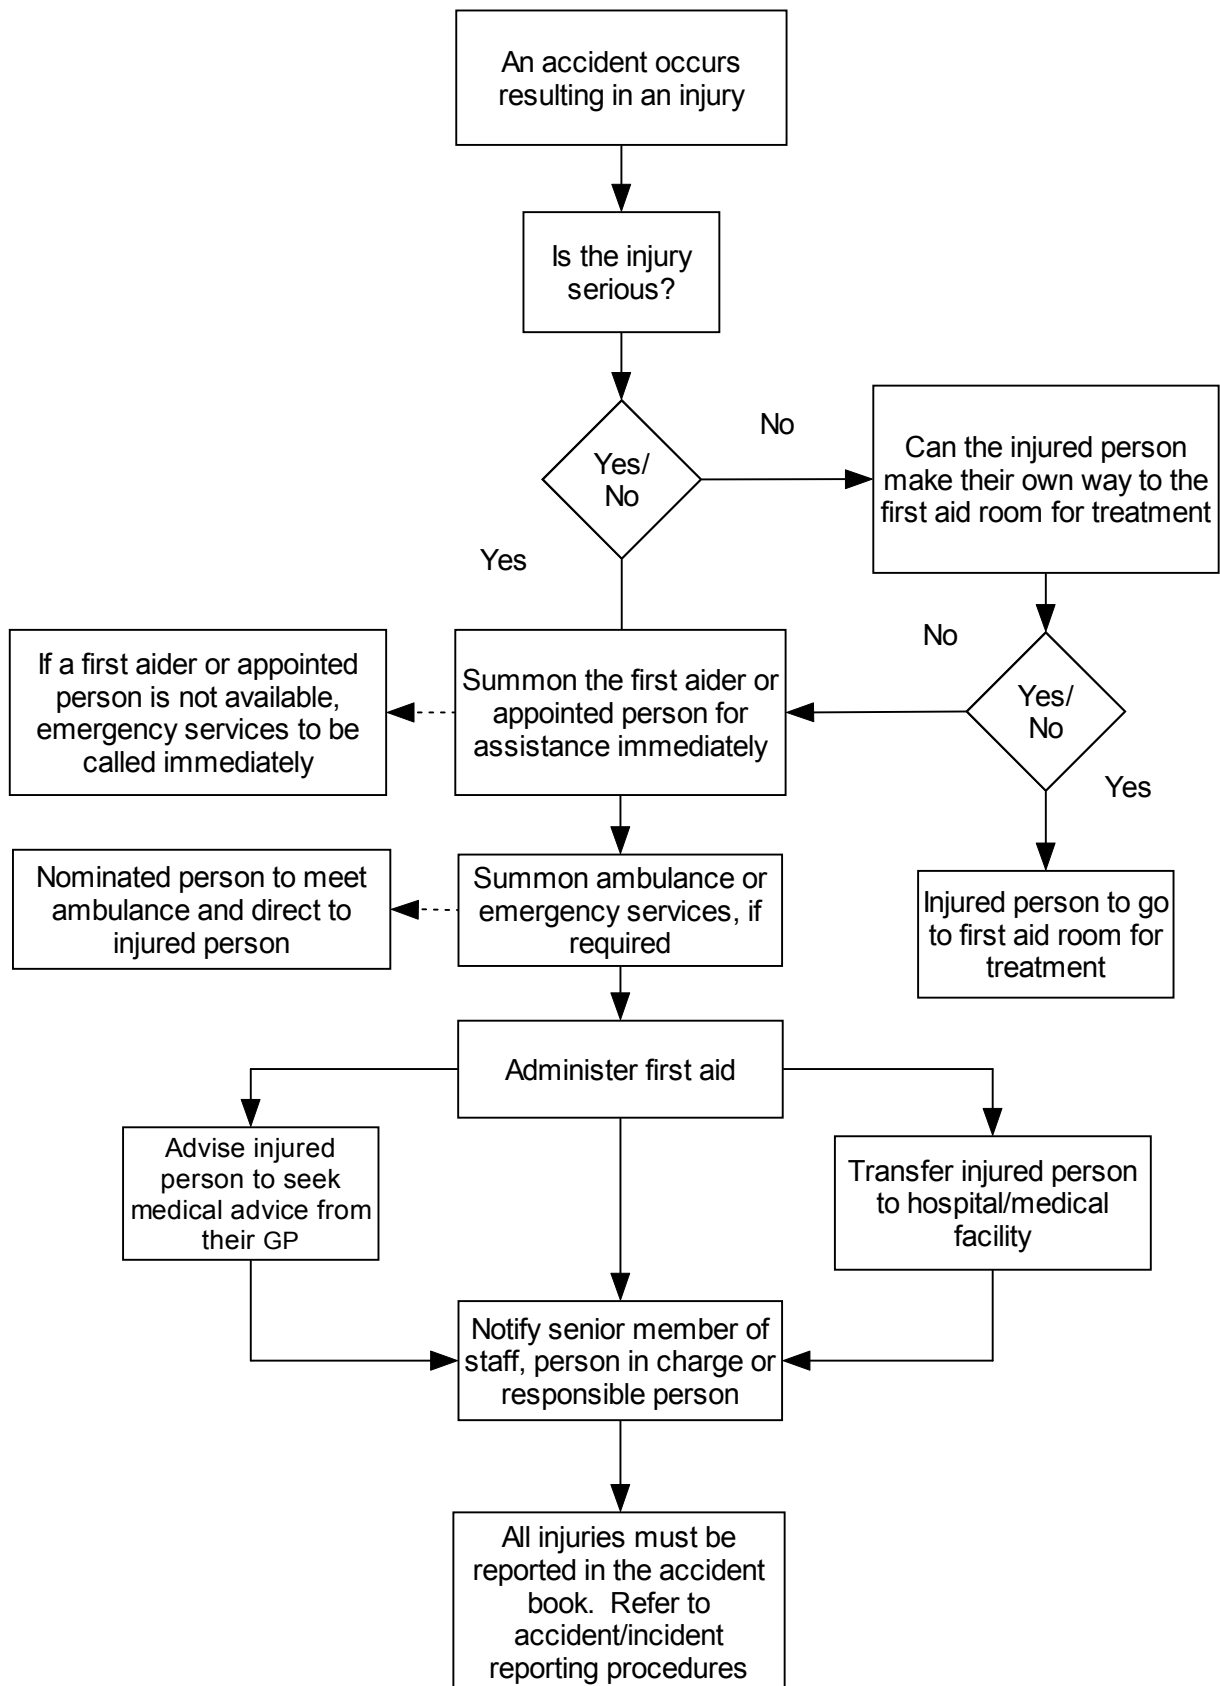 An accident occurs
resulting in an injury
Is the injury
serious?
Yes/
No
No
Can the injured person
make their own way to the
first aid room for treatment
Yes
No
Yes/
No
Yes
If a first aider or appointed
person is not available,
emergency services to be
called immediately
Summon the first aider or
appointed person for
assistance immediately
Nominated person to meet
ambulance and direct to
injured person
Summon ambulance or
emergency services, if
required
Injured person to go
to first aid room for
treatment
Administer first aid
Advise injured
person to seek
medical advice from
their GP
Transfer injured person
to hospital/medical
facility
Notify senior member of
staff, person in charge or
responsible person
All injuries must be
reported in the accident
book.  Refer to
accident/incident
reporting procedures